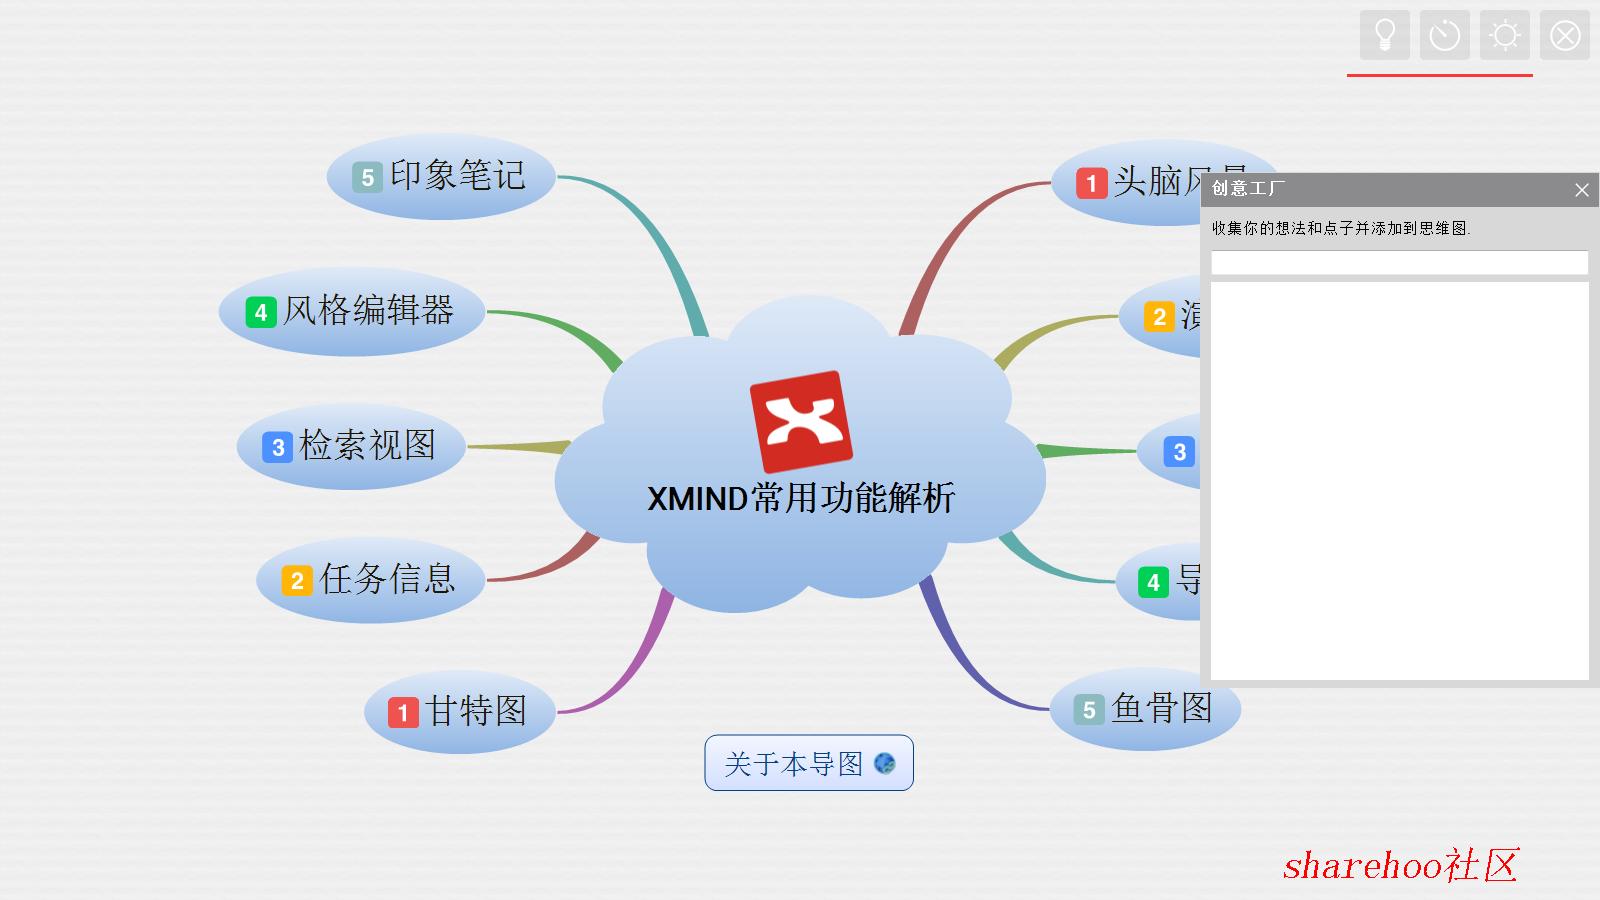 5 印象笔记
4 风格编辑器
3 检索视图
2 任务信息
1 甘特图
XMIND常用功能解析
1 头脑风暴
2 演
3
4 导
5 鱼骨图
关于本导图
创意工厂
收集你的想法和点子并添加到思维图.
sharehoo社区